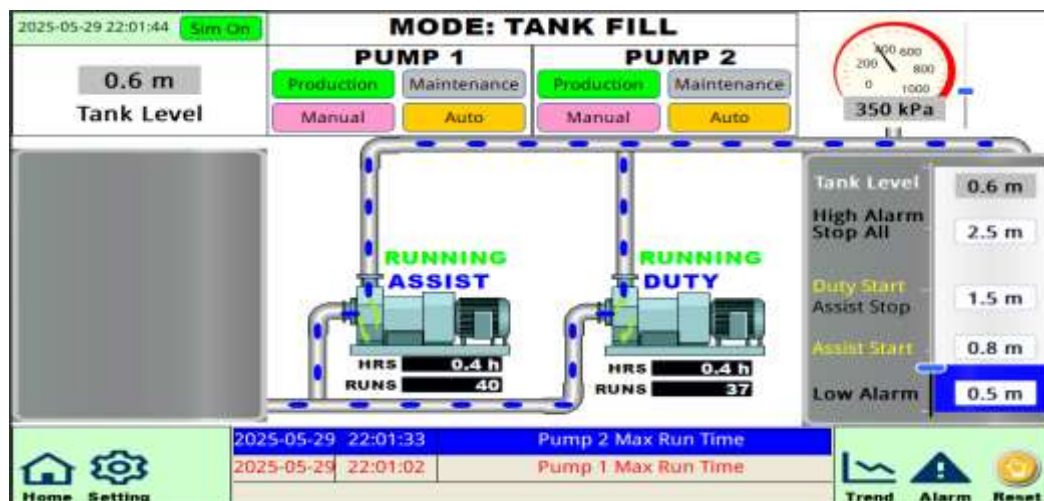 2025-05-29 22:01:44 Sim On
MODE: TANK FILL
0.6 m
Tank Level
PUMP 1
Production Maintenance
Manual Auto
PUMP 2
Production Maintenance
Manual Auto
0 200 400 600 800 1000
350 kPa
Tank Level 0.6 m
High Alarm
Stop All 2.5 m
Duty Start
Assist Stop 1.5 m
Assist Start 0.8 m
Low Alarm 0.5 m
RUNNING
ASSIST
HRS 0.4 h
RUNS 40
RUNNING
DUTY
HRS 0.4 h
RUNS 37
2025-05-29 22:01:33 Pump 2 Max Run Time
2025-05-29 22:01:02 Pump 1 Max Run Time
Home Setting
Trend Alarm Reset